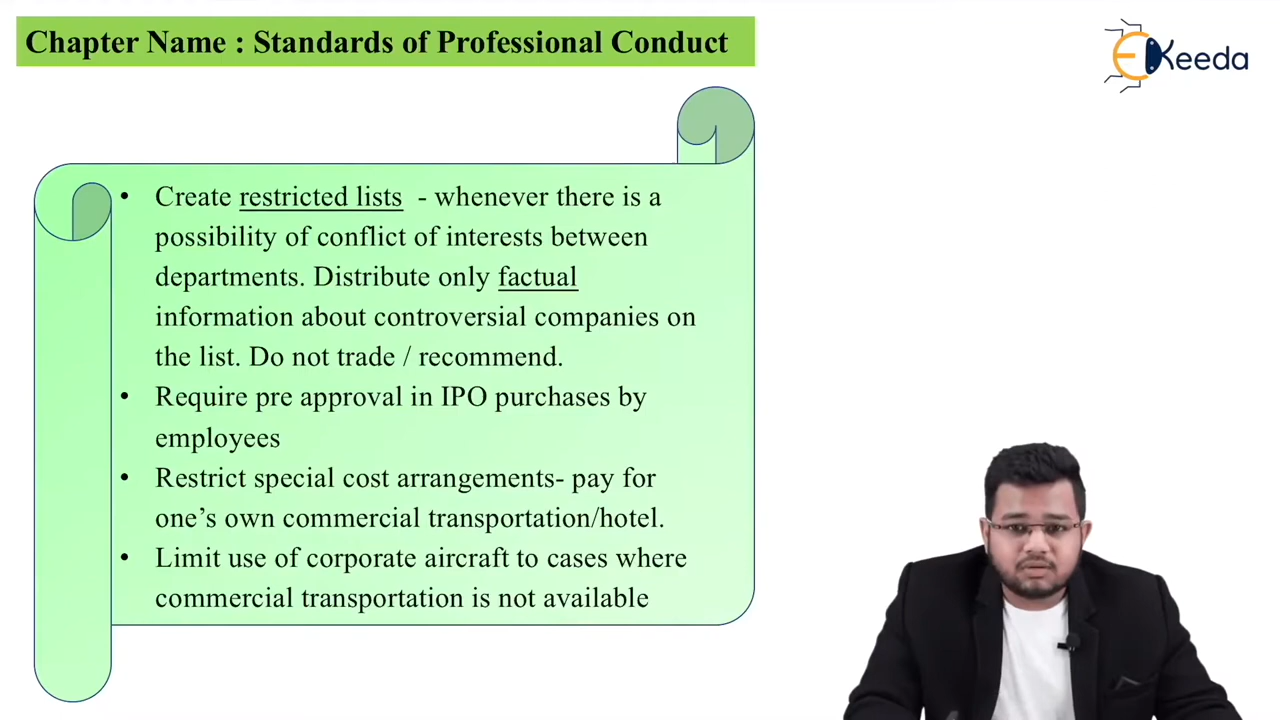 Chapter Name : Standards of Professional Conduct
EKeeda
• Create restricted lists - whenever there is a
possibility of conflict of interests between
departments. Distribute only factual
information about controversial companies on
the list. Do not trade / recommend.
• Require pre approval in IPO purchases by
employees
• Restrict special cost arrangements- pay for
one’s own commercial transportation/hotel.
• Limit use of corporate aircraft to cases where
commercial transportation is not available